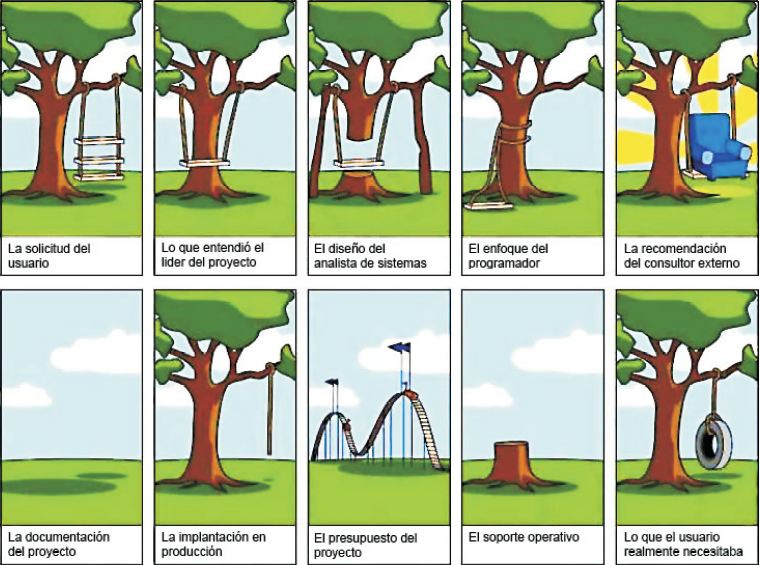 La solicitud del
usuario
Lo que entendió el
lider del proyecto
El diseño del
analista de sistemas
El enfoque del
programador
La recomendación
del consultor externo
La documentación
del proyecto
La implantación en
producción
El presupuesto del
proyecto
El soporte operativo
Lo que el usuario
realmente necesitaba